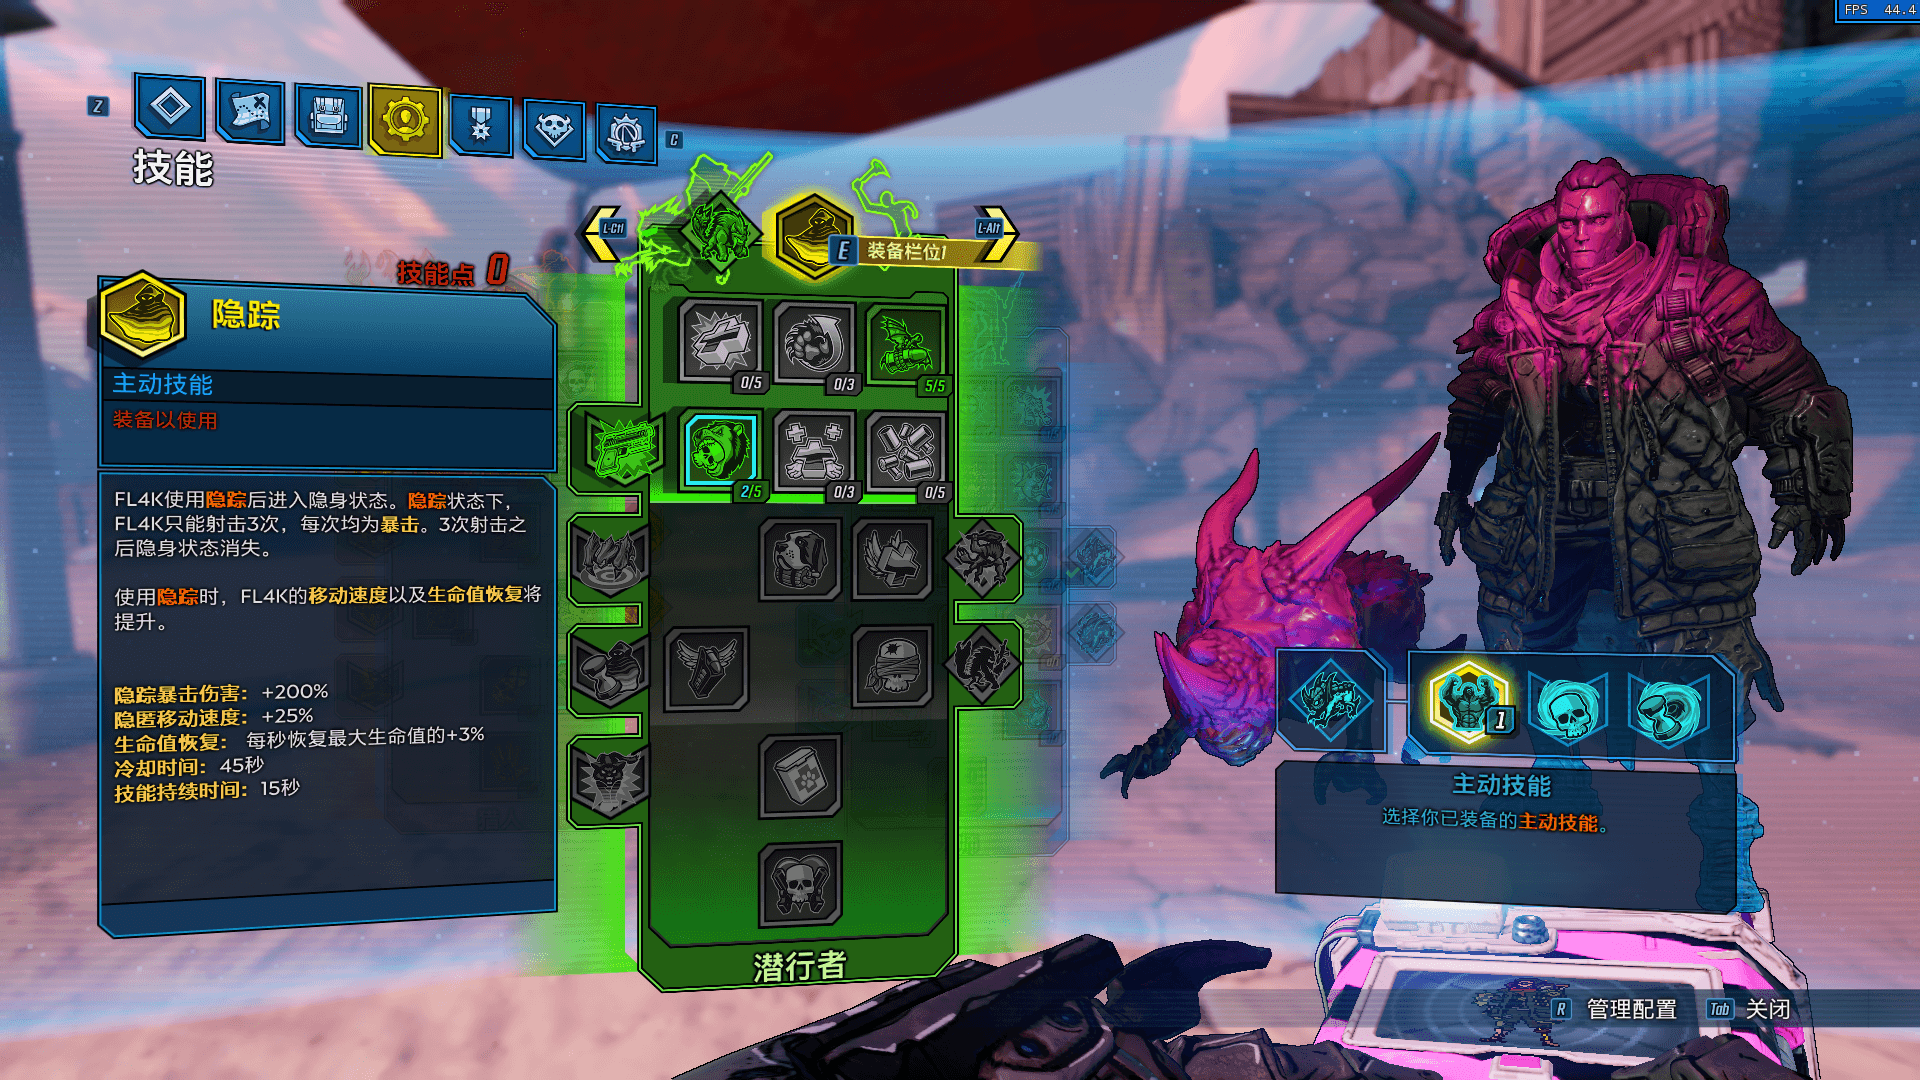 FPS 44.4
Z
C
技能
L-Ctl
L-Alt
E 装备栏位1
技能点 0
隐踪
主动技能
装备以使用
FL4K使用隐踪后进入隐身状态。隐踪状态下，
FL4K只能射击3次，每次均为暴击。3次射击之
后隐身状态消失。
使用隐踪时，FL4K的移动速度以及生命值恢复将
提升。
隐踪暴击伤害： +200%
隐匿移动速度： +25%
生命值恢复： 每秒恢复最大生命值的+3%
冷却时间： 45秒
技能持续时间： 15秒
0/5
0/3
5/5
2/5
0/3
0/5
潜行者
1
主动技能
选择你已装备的主动技能。
R 管理配置
Tab 关闭